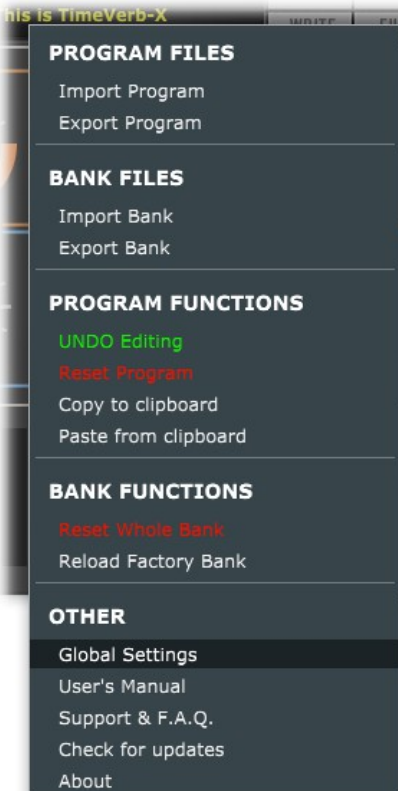 his is TimeVerb-X
WRITE
PROGRAM FILES
Import Program
Export Program
BANK FILES
Import Bank
Export Bank
PROGRAM FUNCTIONS
UNDO Editing
Reset Program
Copy to clipboard
Paste from clipboard
BANK FUNCTIONS
Reset Whole Bank
Reload Factory Bank
OTHER
Global Settings
User's Manual
Support & F.A.Q.
Check for updates
About